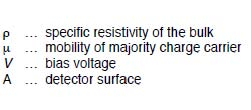 ρ ... specific resistivity of the bulk
μ ... mobility of majority charge carrier
V ... bias voltage
A ... detector surface